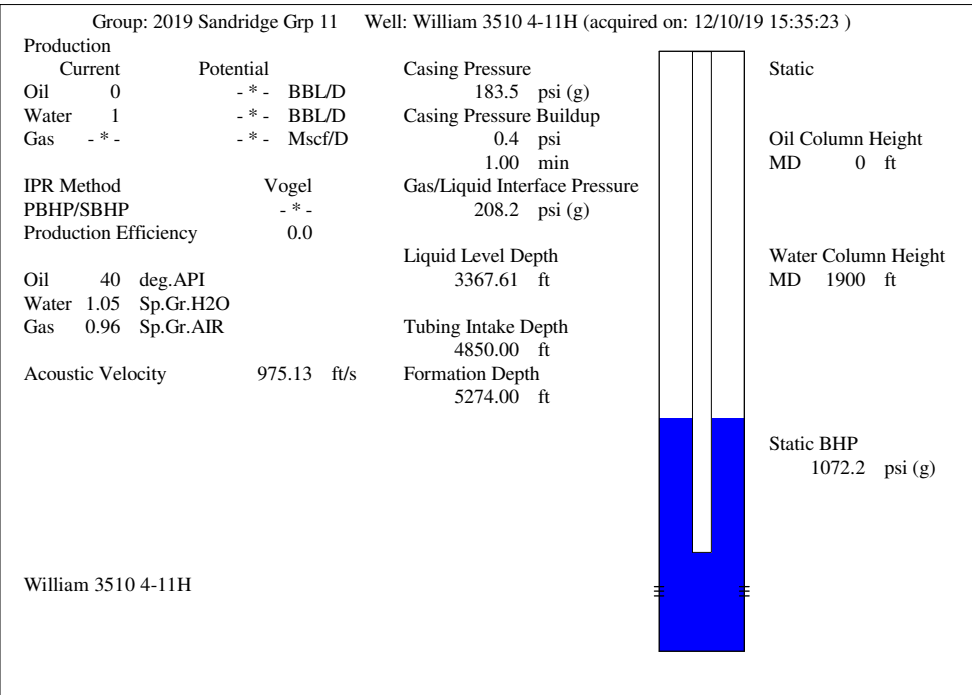 Group: 2019 Sandridge Grp 11 Well: William 3510 4-11H (acquired on: 12/10/19 15:35:23 )
Production
Current Potential
Oil 0 - * - BBL/D
Water 1 - * - BBL/D
Gas - * - - * - Mscf/D
IPR Method Vogel
PBHP/SBHP - * -
Production Efficiency 0.0
Oil 40 deg.API
Water 1.05 Sp.Gr.H2O
Gas 0.96 Sp.Gr.AIR
Acoustic Velocity 975.13 ft/s
Casing Pressure
183.5 psi (g)
Casing Pressure Buildup
0.4 psi
1.00 min
Gas/Liquid Interface Pressure
208.2 psi (g)
Liquid Level Depth
3367.61 ft
Tubing Intake Depth
4850.00 ft
Formation Depth
5274.00 ft
Static
Oil Column Height
MD 0 ft
Water Column Height
MD 1900 ft
Static BHP
1072.2 psi (g)
William 3510 4-11H